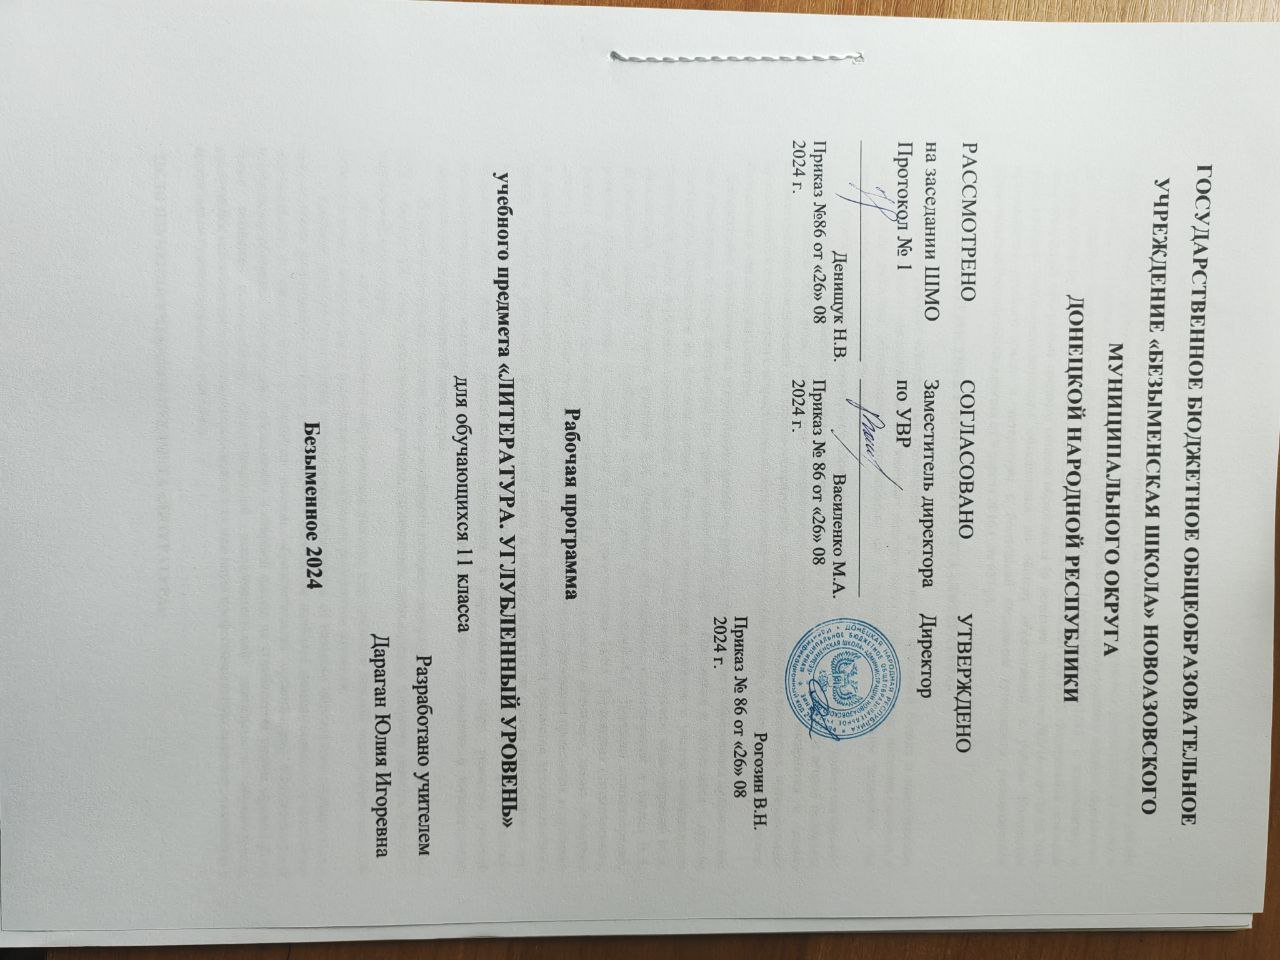 ГОСУДАРСТВЕННОЕ БЮДЖЕТНОЕ ОБЩЕОБРАЗОВАТЕЛЬНОЕ
УЧРЕЖДЕНИЕ «БЕЗЫМЕНСКАЯ ШКОЛА» НОВОАЗОВСКОГО
МУНИЦИПАЛЬНОГО ОКРУГА
ДОНЕЦКОЙ НАРОДНОЙ РЕСПУБЛИКИ
РАССМОТРЕНО
на заседании ШМО
Протокол № 1
Денищук Н.В.
Приказ №86 от «26» 08
2024 г.
СОГЛАСОВАНО
Заместитель директора
по УВР
Василенко М.А.
Приказ № 86 от «26» 08
2024 г.
УТВЕРЖДЕНО
Директор
Рогозин В.Н.
Приказ № 86 от «26» 08
2024 г.
Рабочая программа
учебного предмета «ЛИТЕРАТУРА. УГЛУБЛЕННЫЙ УРОВЕНЬ»
для обучающихся 11 класса
Разработано учителем
Дараган Юлия Игоревна
Безыменное 2024